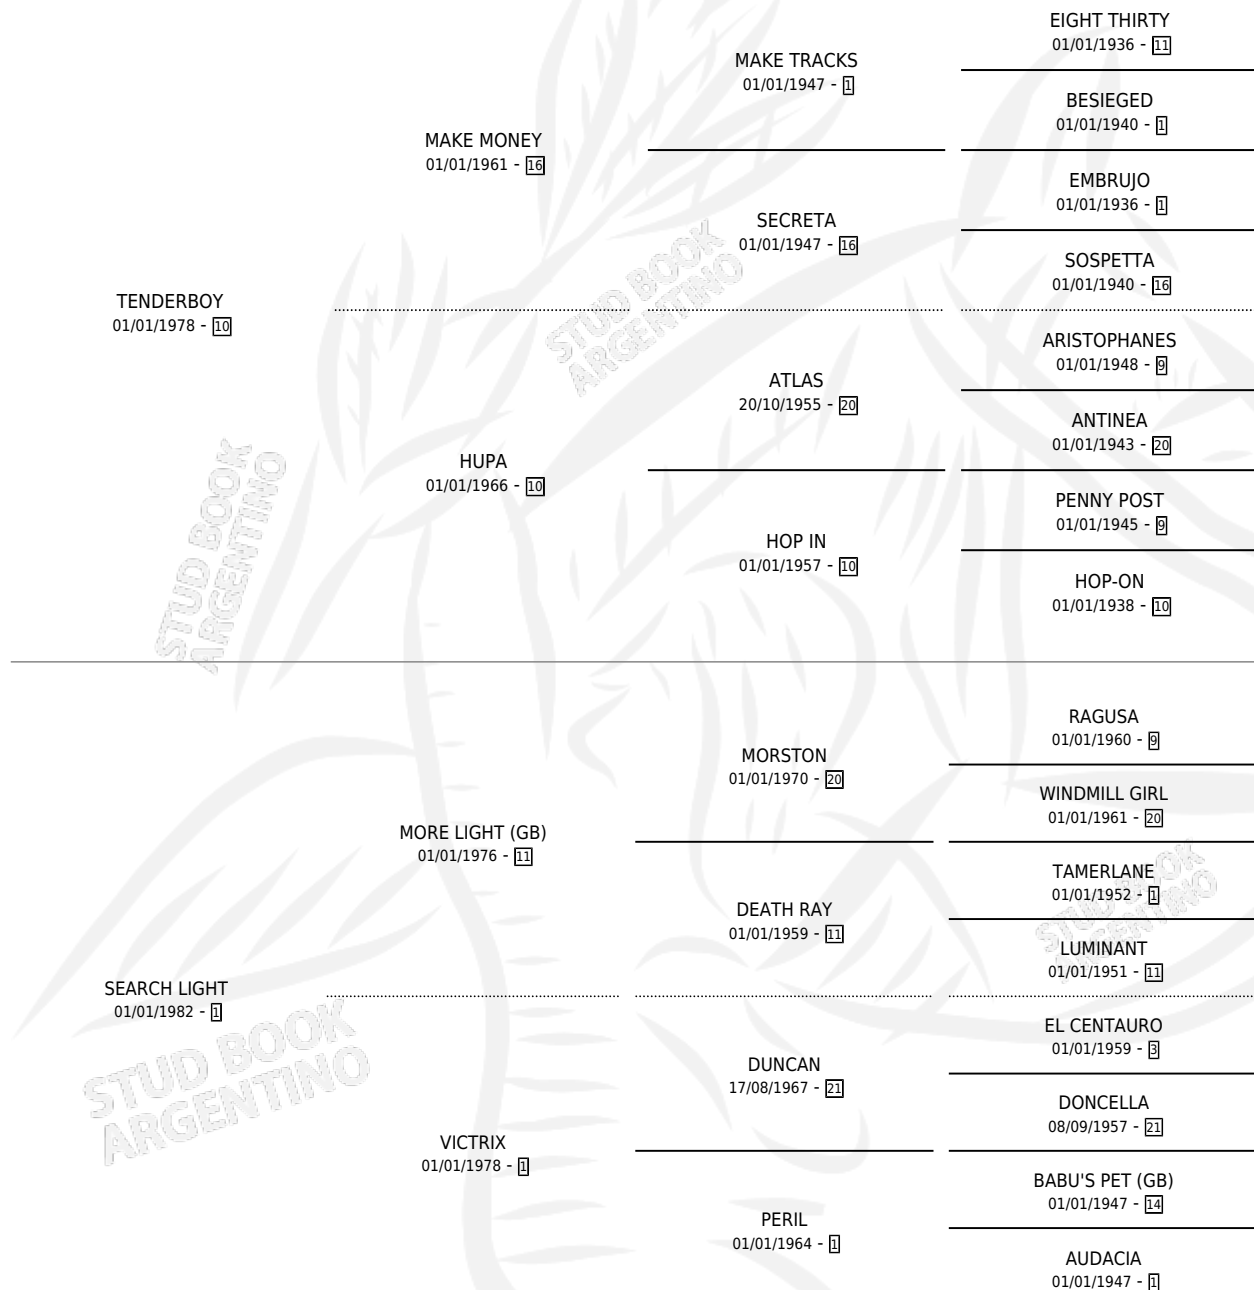 EIGHT THIRTY
01/01/1936 - 11
MAKE TRACKS
01/01/1947 - 1
BESIEGED
01/01/1940 - 1
MAKE MONEY
01/01/1961 - 16
EMBRUJO
01/01/1936 - 1
SECRETA
01/01/1947 - 16
SOSPETTA
01/01/1940 - 16
TENDERBOY
01/01/1978 - 10
STUD BOOK
ARGENTINO
ARISTOPHANES
01/01/1948 - 9
ATLAS
20/10/1955 - 20
ANTINEA
01/01/1943 - 20
HUPA
01/01/1966 - 10
PENNY POST
01/01/1945 - 9
HOP IN
01/01/1957 - 10
HOP-ON
01/01/1938 - 10
STUD BOOK
ARGENTINO
RAGUSA
01/01/1960 - 9
MORSTON
01/01/1970 - 20
WINDMILL GIRL
01/01/1961 - 20
MORE LIGHT (GB)
01/01/1976 - 11
TAMERLANE
01/01/1952 - 1
DEATH RAY
01/01/1959 - 11
LUMINANT
01/01/1951 - 11
STUD BOOK
ARGENTINO
SEARCH LIGHT
01/01/1982 - 1
EL CENTAURO
01/01/1959 - 3
DUNCAN
17/08/1967 - 21
DONCELLA
08/09/1957 - 21
STUD BOOK
ARGENTINO
VICTRIX
01/01/1978 - 1
BABU'S PET (GB)
01/01/1947 - 14
PERIL
01/01/1964 - 1
AUDACIA
01/01/1947 - 1